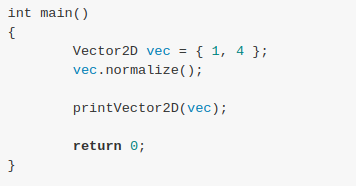 int main()
{
        Vector2D vec = { 1, 4 };
        vec.normalize();

        printVector2D(vec);

        return 0;
}